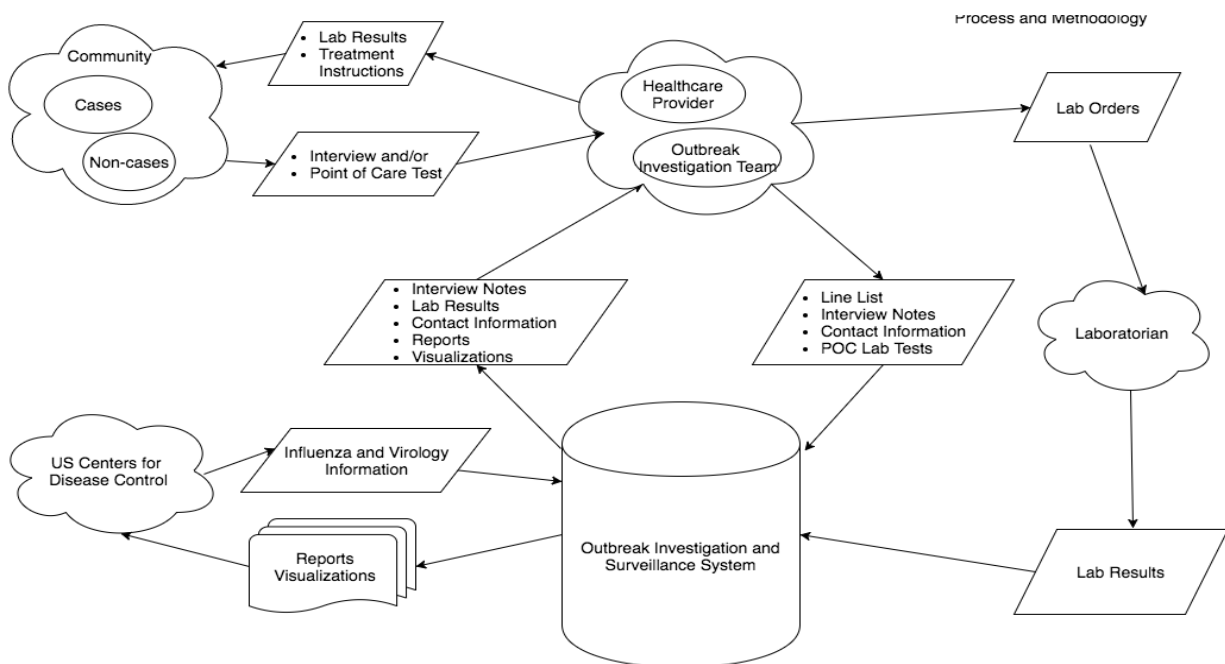 Process and Methodology
Community
Cases
Non-cases
• Lab Results
• Treatment
Instructions
• Interview and/or
• Point of Care Test
Healthcare
Provider
Outbreak
Investigation Team
Lab Orders
• Interview Notes
• Lab Results
• Contact Information
• Reports
• Visualizations
• Line List
• Interview Notes
• Contact Information
• POC Lab Tests
Laboratorian
US Centers for
Disease Control
Influenza and Virology
Information
Reports
Visualizations
Outbreak Investigation and
Surveillance System
Lab Results